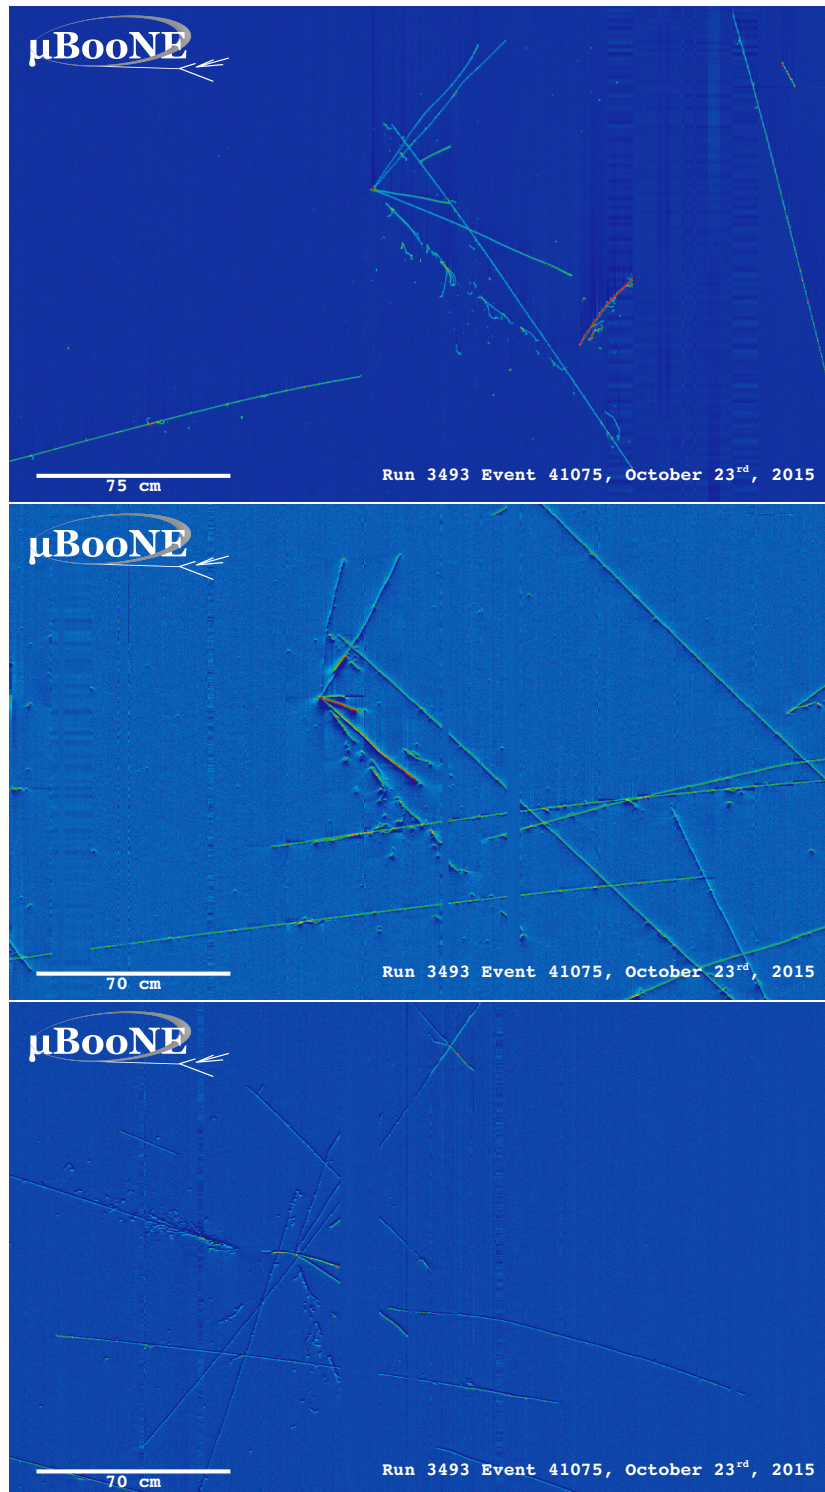 µBooNE
Run 3493 Event 41075, October 23rd, 2015
75 cm
µBooNE
Run 3493 Event 41075, October 23rd, 2015
70 cm
µBooNE
Run 3493 Event 41075, October 23rd, 2015
70 cm